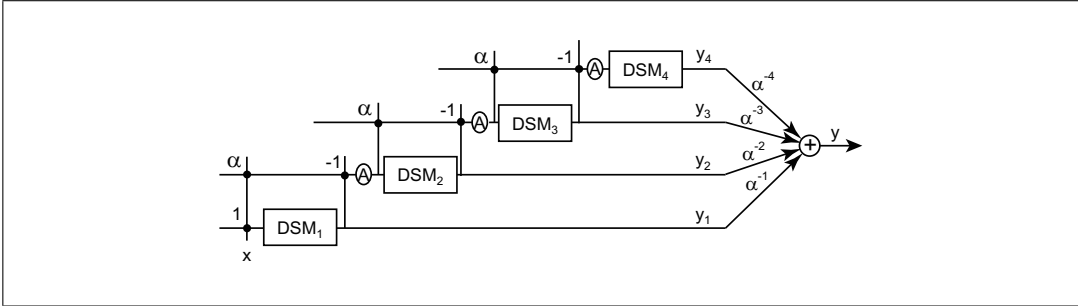 α -1 A DSM₄ y₄ α⁻⁴
α -1 A DSM₃ y₃ α⁻³
α -1 A DSM₂ y₂ α⁻² + y
1 DSM₁ y₁ α⁻¹
x